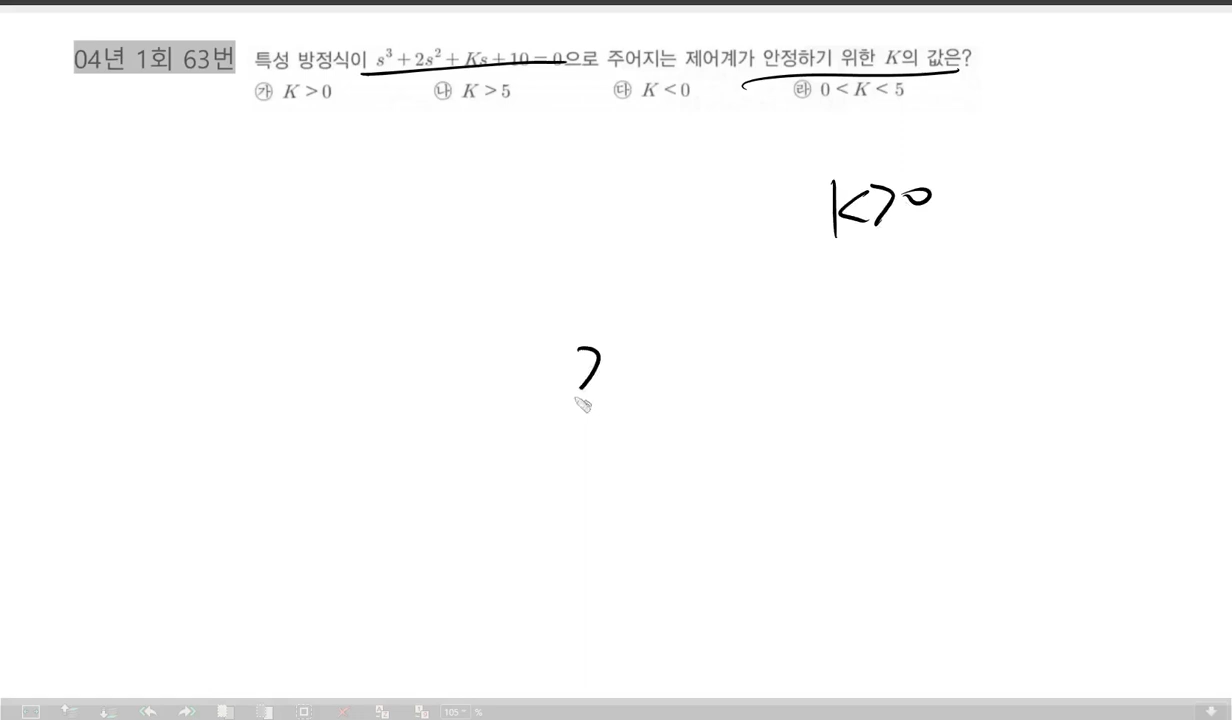 04년 1회 63번 특성 방정식이 s³ + 2s² + Ks + 10 = 0으로 주어지는 제어계가 안정하기 위한 K의 값은?
㉮ K > 0 ㉯ K > 5 ㉰ K < 0 ㉱ 0 < K < 5
K>0
105 %